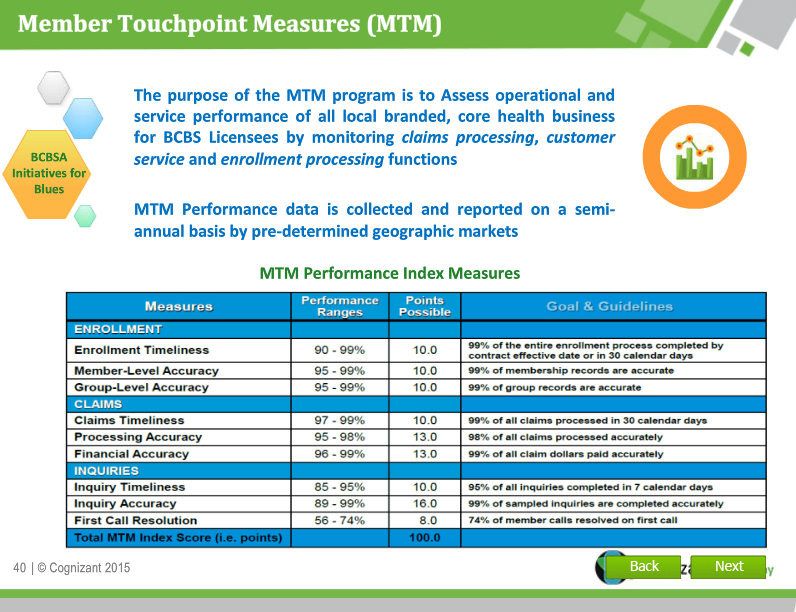 Member Touchpoint Measures (MTM)
The purpose of the MTM program is to Assess operational and
service performance of all local branded, core health business
for BCBS Licensees by monitoring claims processing, customer
service and enrollment processing functions
BCBSA
Initiatives for
Blues
MTM Performance data is collected and reported on a semi-
annual basis by pre-determined geographic markets
MTM Performance Index Measures
Measures Performance Ranges Points Possible Goal & Guidelines
ENROLLMENT
Enrollment Timeliness 90 - 99% 10.0 99% of the entire enrollment process completed by
contract effective date or in 30 calendar days
Member-Level Accuracy 95 - 99% 10.0 99% of membership records are accurate
Group-Level Accuracy 95 - 99% 10.0 99% of group records are accurate
CLAIMS
Claims Timeliness 97 - 99% 10.0 99% of all claims processed in 30 calendar days
Processing Accuracy 95 - 98% 13.0 98% of all claims processed accurately
Financial Accuracy 96 - 99% 13.0 99% of all claim dollars paid accurately
INQUIRIES
Inquiry Timeliness 85 - 95% 10.0 95% of all inquiries completed in 7 calendar days
Inquiry Accuracy 89 - 99% 16.0 99% of sampled inquiries are completed accurately
First Call Resolution 56 - 74% 8.0 74% of member calls resolved on first call
Total MTM Index Score (i.e. points) 100.0
40 | © Cognizant 2015
Back Next